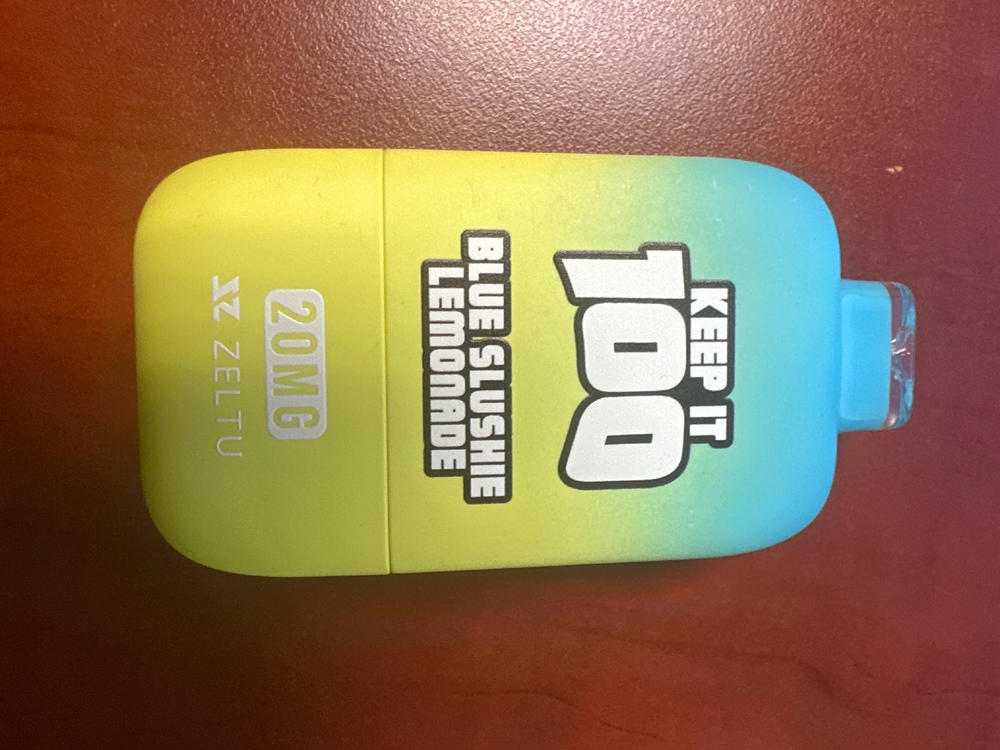 KEEP IT
100
BLUE SLUSHIE
LEMONADE
20MG
ZELTU